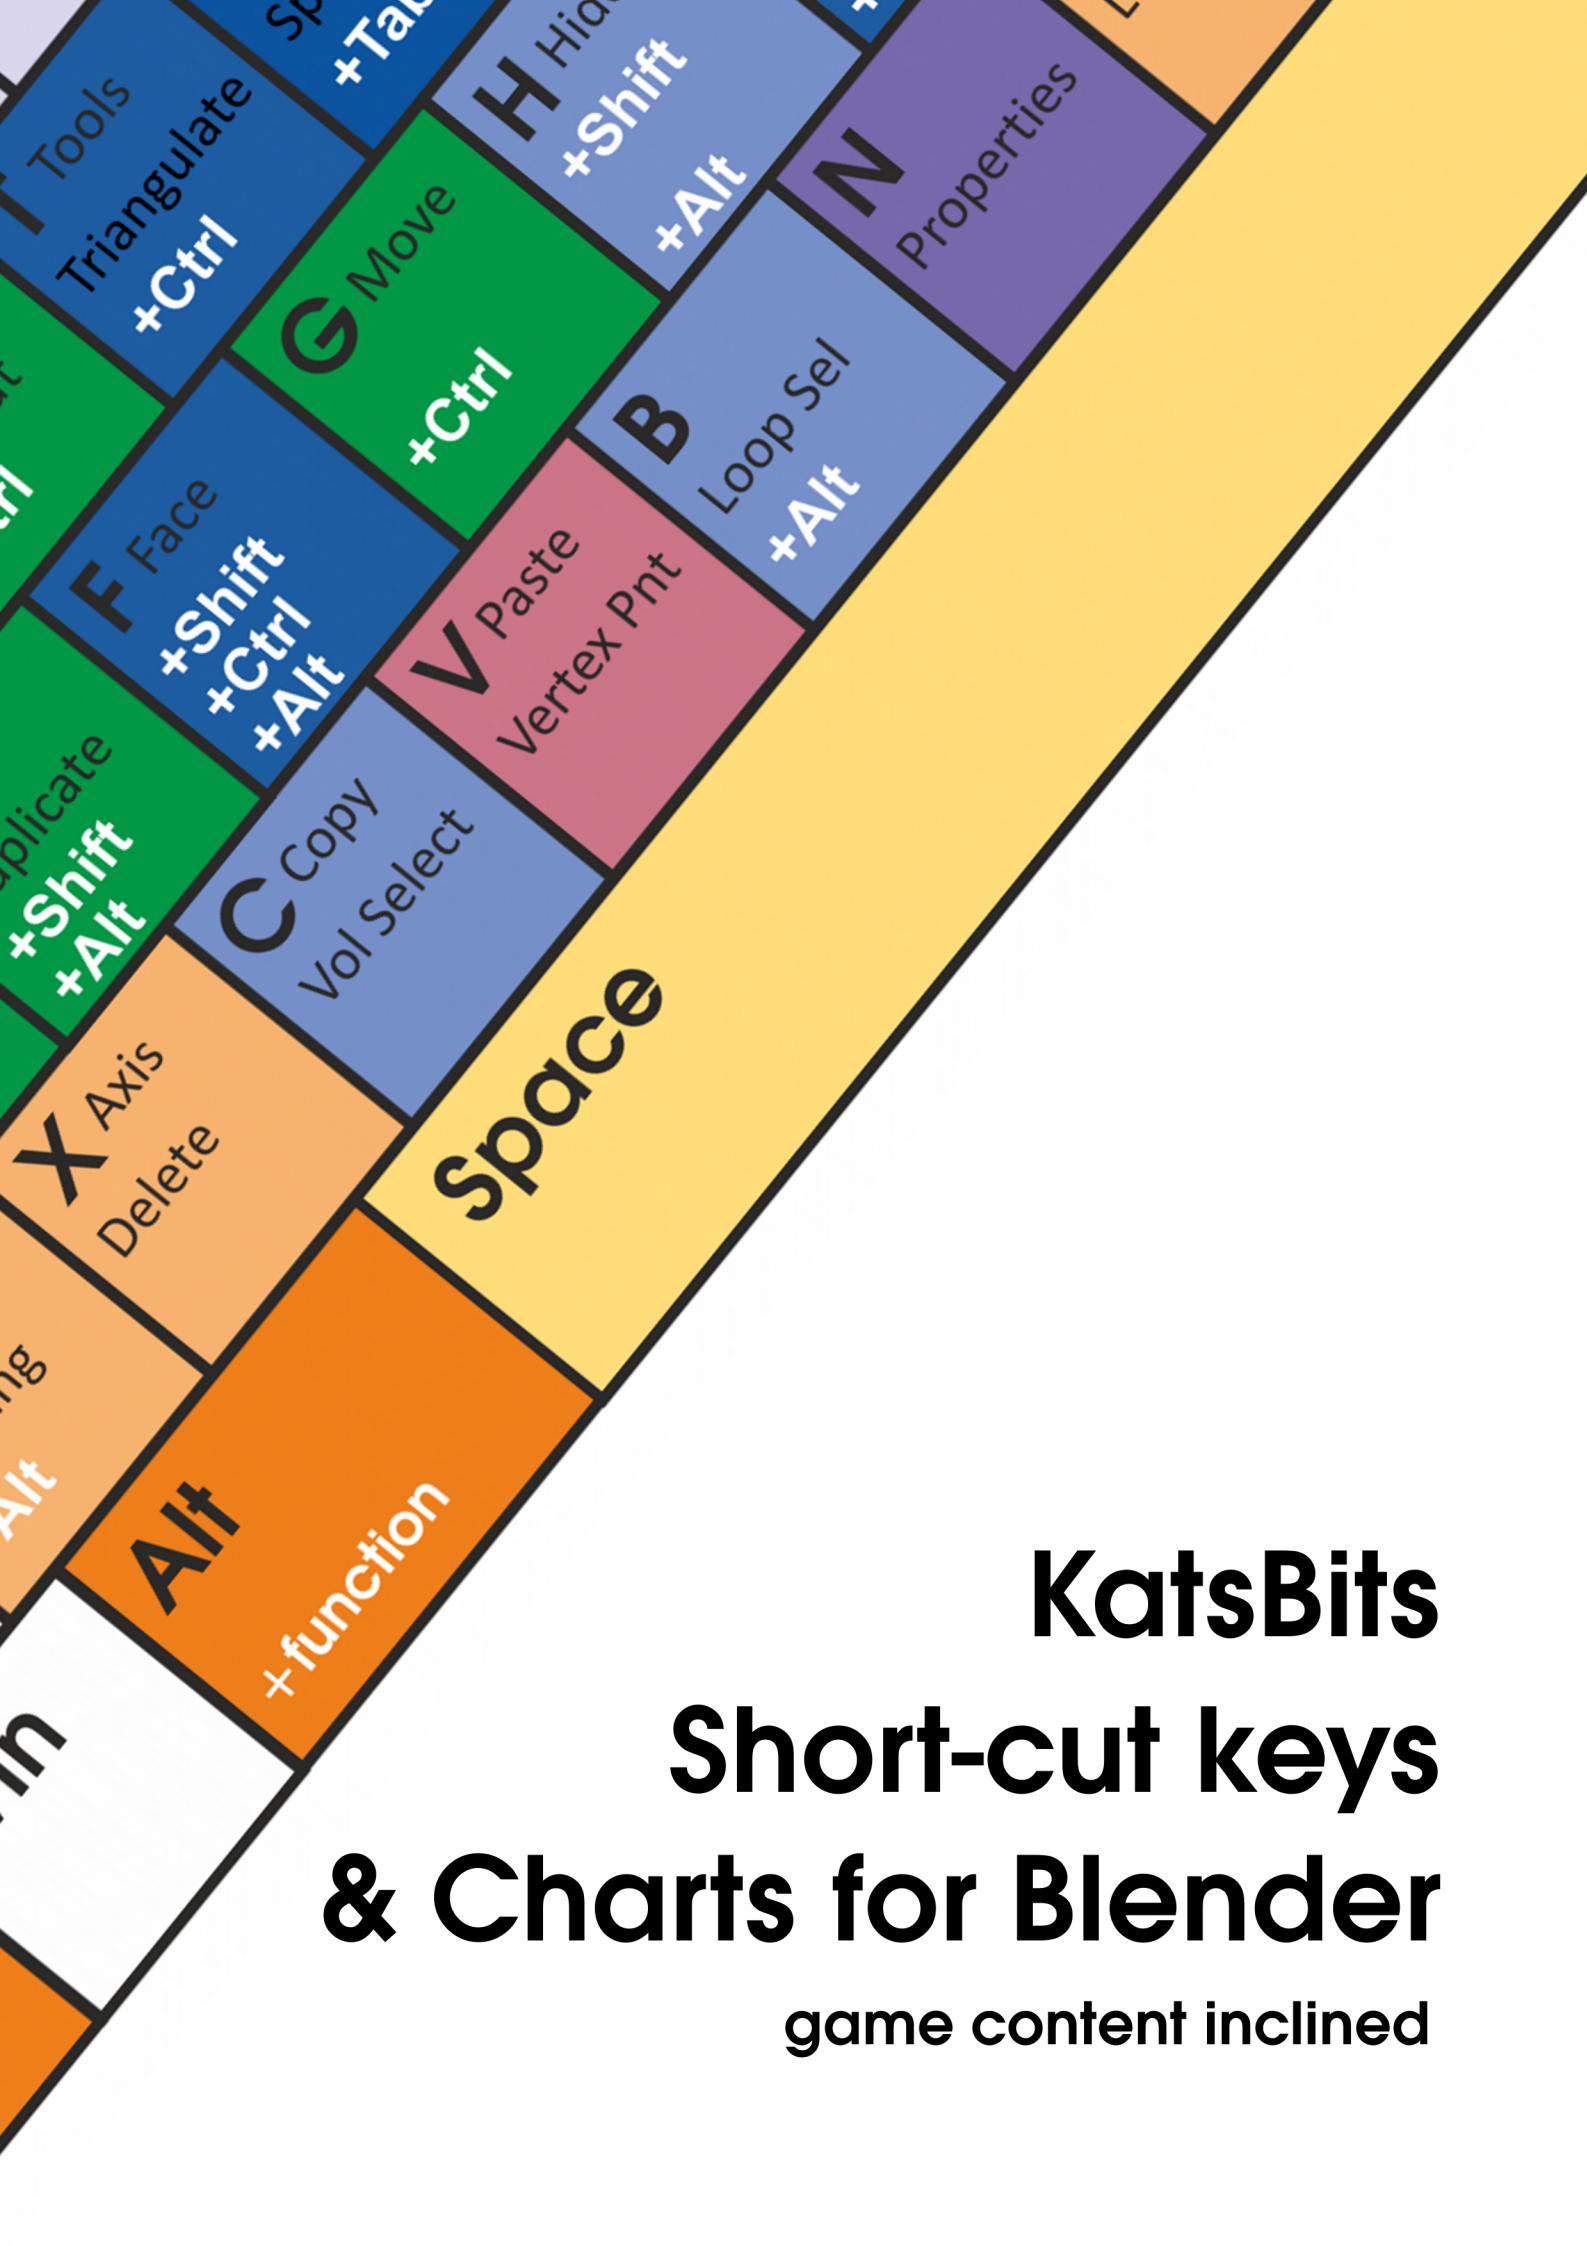 T Tools
Triangulate
+Ctrl
H
+Shift
+Alt
N
Properties
G Move
+Ctrl
B
Loop Sel
+Alt
F Face
+Shift
+Ctrl
+Alt
V Paste
Vertex Pnt
+Shift
+Alt
C Copy
Vol Select
X Axis
Delete
Space
Alt
+function
KatsBits
Short-cut keys
& Charts for Blender
game content inclined